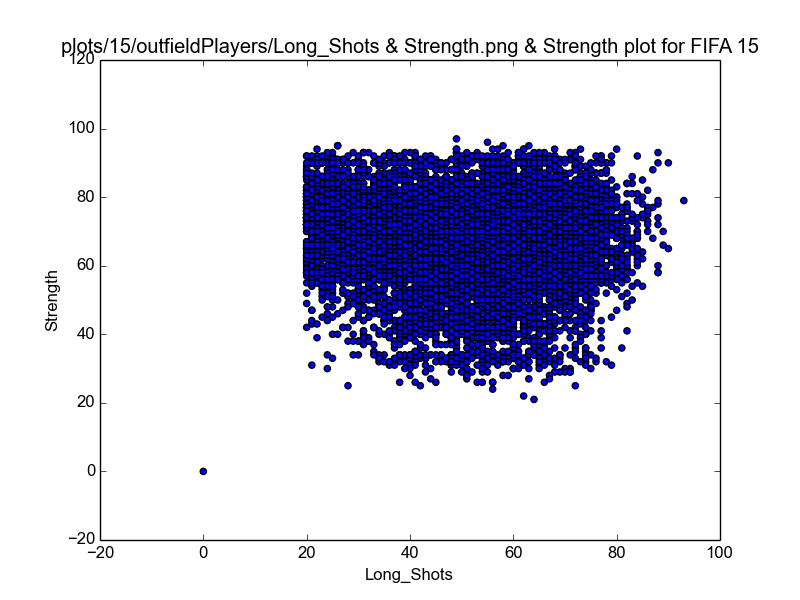 plots/15/outfieldPlayers/Long_Shots & Strength.png & Strength plot for FIFA 15
120
100
80
60
40
20
0
−20
−20 0 20 40 60 80 100
Strength
Long_Shots